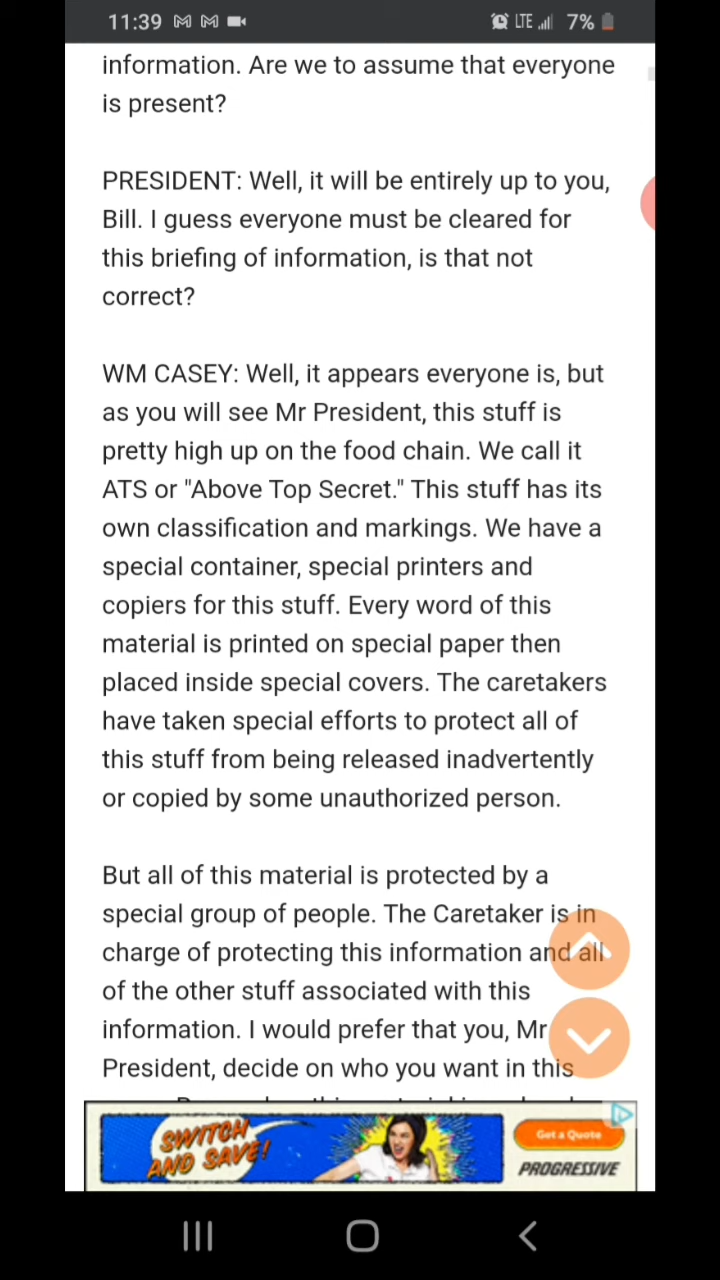 11:39 LTE 7%
information. Are we to assume that everyone
is present?
PRESIDENT: Well, it will be entirely up to you,
Bill. I guess everyone must be cleared for
this briefing of information, is that not
correct?
WM CASEY: Well, it appears everyone is, but
as you will see Mr President, this stuff is
pretty high up on the food chain. We call it
ATS or "Above Top Secret." This stuff has its
own classification and markings. We have a
special container, special printers and
copiers for this stuff. Every word of this
material is printed on special paper then
placed inside special covers. The caretakers
have taken special efforts to protect all of
this stuff from being released inadvertently
or copied by some unauthorized person.
But all of this material is protected by a
special group of people. The Caretaker is in
charge of protecting this information and all
of the other stuff associated with this
information. I would prefer that you, Mr
President, decide on who you want in this
SWITCH
AND SAVE!
Get a Quote
PROGRESSIVE